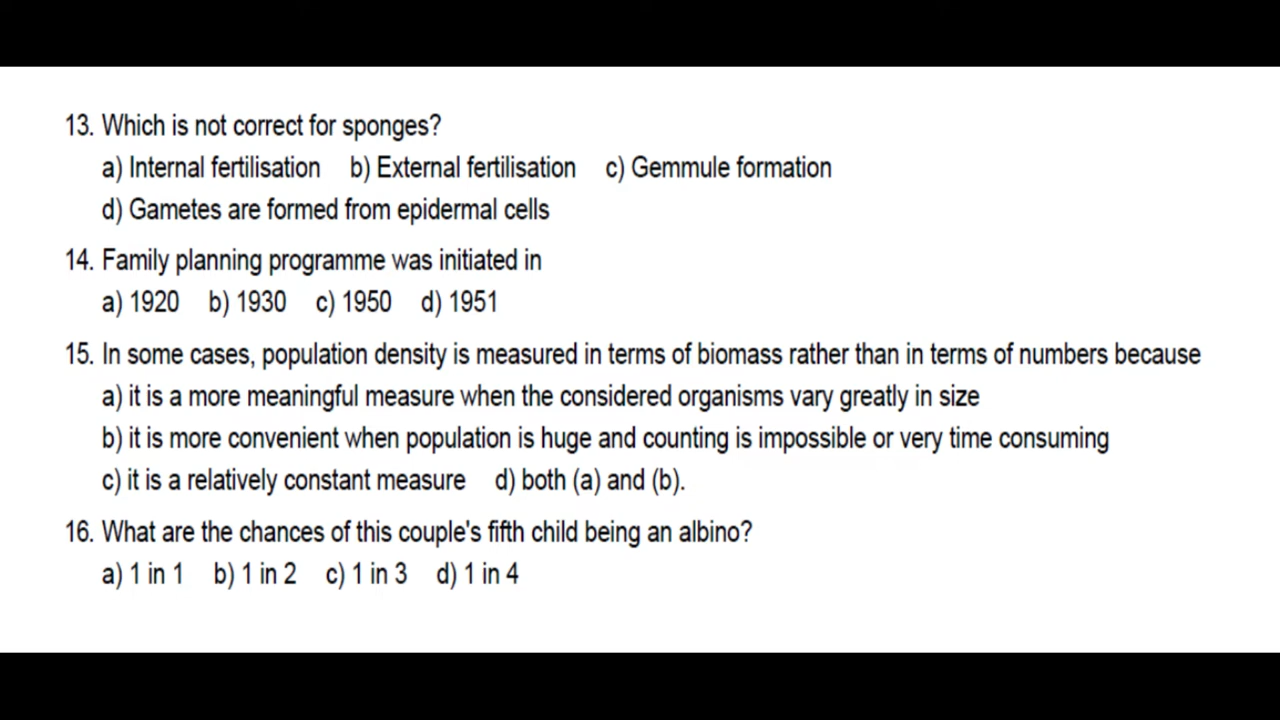 13. Which is not correct for sponges?
a) Internal fertilisation b) External fertilisation c) Gemmule formation
d) Gametes are formed from epidermal cells
14. Family planning programme was initiated in
a) 1920 b) 1930 c) 1950 d) 1951
15. In some cases, population density is measured in terms of biomass rather than in terms of numbers because
a) it is a more meaningful measure when the considered organisms vary greatly in size
b) it is more convenient when population is huge and counting is impossible or very time consuming
c) it is a relatively constant measure d) both (a) and (b).
16. What are the chances of this couple's fifth child being an albino?
a) 1 in 1 b) 1 in 2 c) 1 in 3 d) 1 in 4